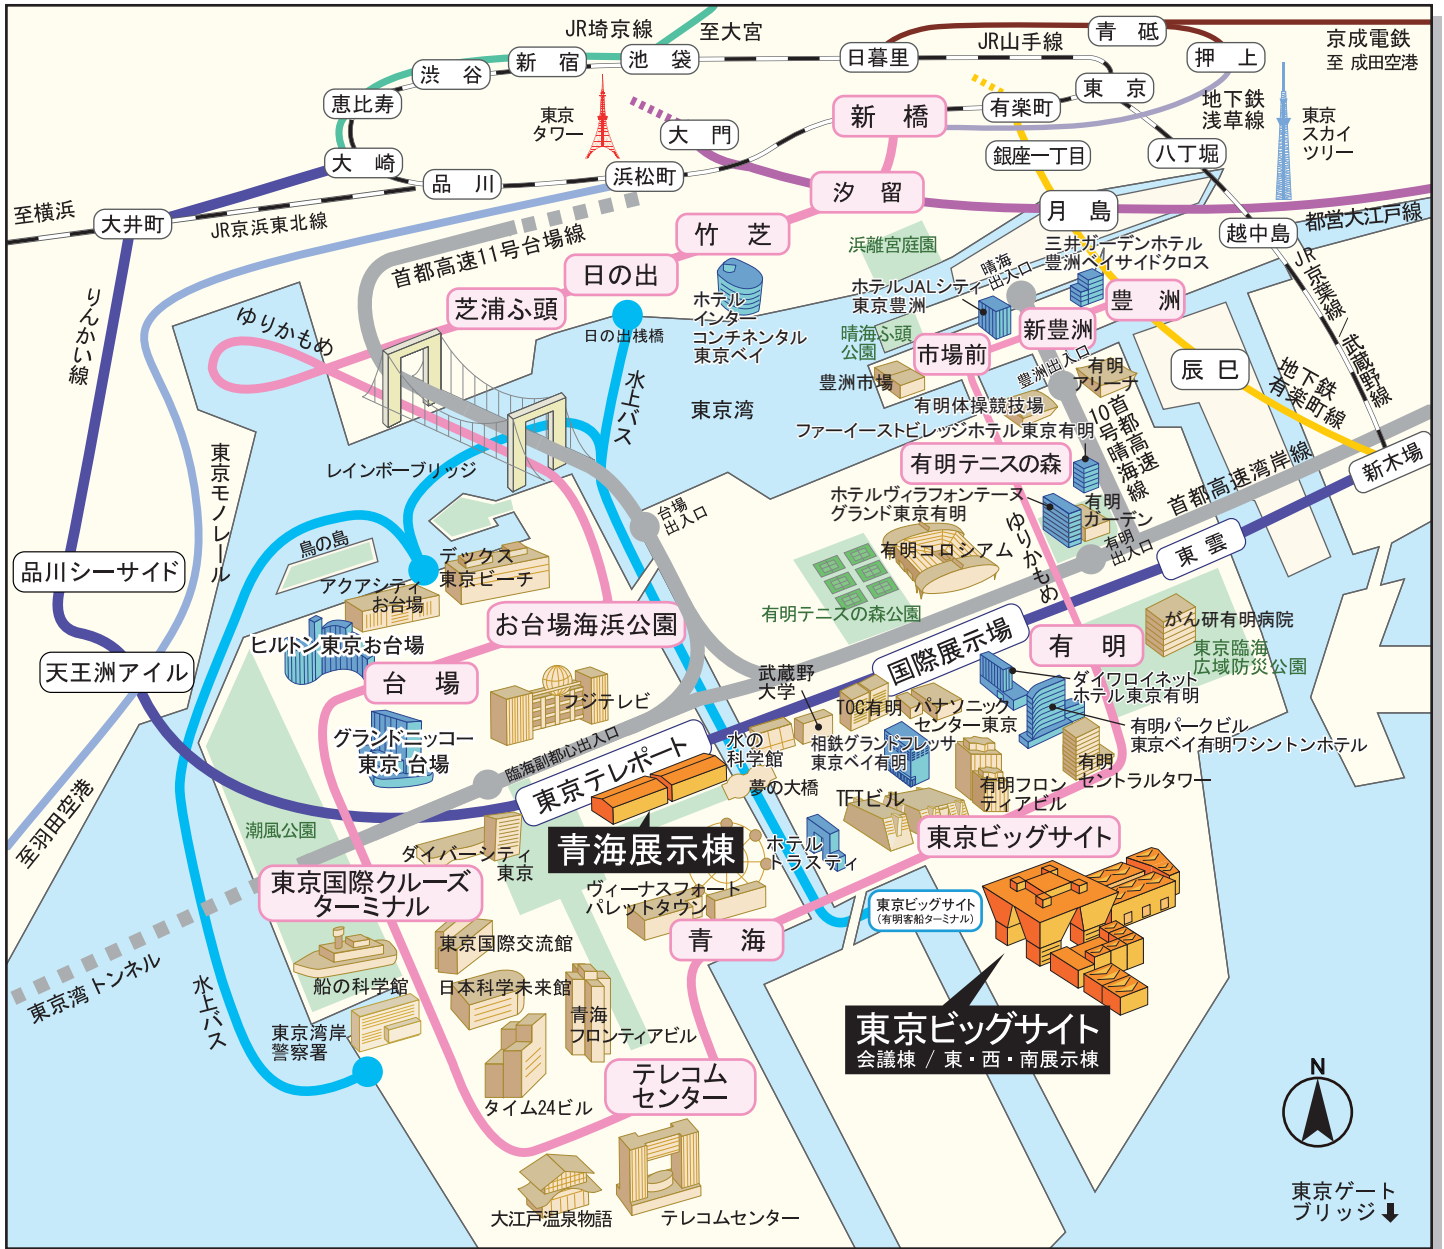 JR埼京線
至大宮
青砥
JR山手線
京成電鉄
至 成田空港
新宿
池袋
日暮里
押上
渋谷
恵比寿
東京
タワー
大門
新橋
有楽町
東京
地下鉄
浅草線
東京
スカイ
ツリー
大崎
品川
浜松町
銀座一丁目
八丁堀
至横浜
大井町
JR京浜東北線
汐留
月島
都営大江戸線
越中島
竹芝
首都高速11号台場線
浜離宮庭園
三井ガーデンホテル
豊洲ベイサイドクロス
晴海
出入口
JR京葉線/武蔵野線
日の出
ホテル
インター
コンチネンタル
東京ベイ
ホテルJALシティ
東京豊洲
豊洲
りんかい線
ゆりかもめ
芝浦ふ頭
日の出桟橋
晴海ふ頭
公園
新豊洲
市場前
豊洲出入口
有明
アリーナ
辰巳
地下鉄
有楽町線
水上バス
東京湾
豊洲市場
有明体操競技場
首都高速
10号晴海線
ファーイーストビレッジホテル東京有明
東京モノレール
レインボーブリッジ
有明テニスの森
新木場
首都高速湾岸線
台場
出入口
ホテルヴィラフォンテーヌ
グランド東京有明
有明
ガーデン
有明
出入口
東雲
ゆりかもめ
鳥の島
デックス
東京ビーチ
有明コロシアム
品川シーサイド
アクアシティ
お台場
お台場海浜公園
有明テニスの森公園
がん研有明病院
国際展示場
有明
東京臨海
広域防災公園
ヒルトン東京お台場
天王洲アイル
台場
武蔵野
大学
ダイワロイネット
ホテル東京有明
フジテレビ
TOC有明
パナソニック
センター東京
有明パークビル
東京ベイ有明ワシントンホテル
グランドニッコー
東京 台場
臨海副都心出入口
東京テレポート
水の
科学館
相鉄グランドフレッサ
東京ベイ有明
有明
セントラルタワー
夢の大橋
有明フロン
ティアビル
TFTビル
至羽田空港
潮風公園
青海展示棟
ホテル
トラスティ
東京ビッグサイト
ダイバーシティ
東京
東京国際クルーズ
ターミナル
ヴィーナスフォート
パレットタウン
東京ビッグサイト
(有明客船ターミナル)
青海
東京国際交流館
東京湾トンネル
水上バス
船の科学館
日本科学未来館
青海
フロンティアビル
東京湾岸
警察署
東京ビッグサイト
会議棟 / 東・西・南展示棟
テレコム
センター
タイム24ビル
N
大江戸温泉物語
テレコムセンター
東京ゲート
ブリッジ